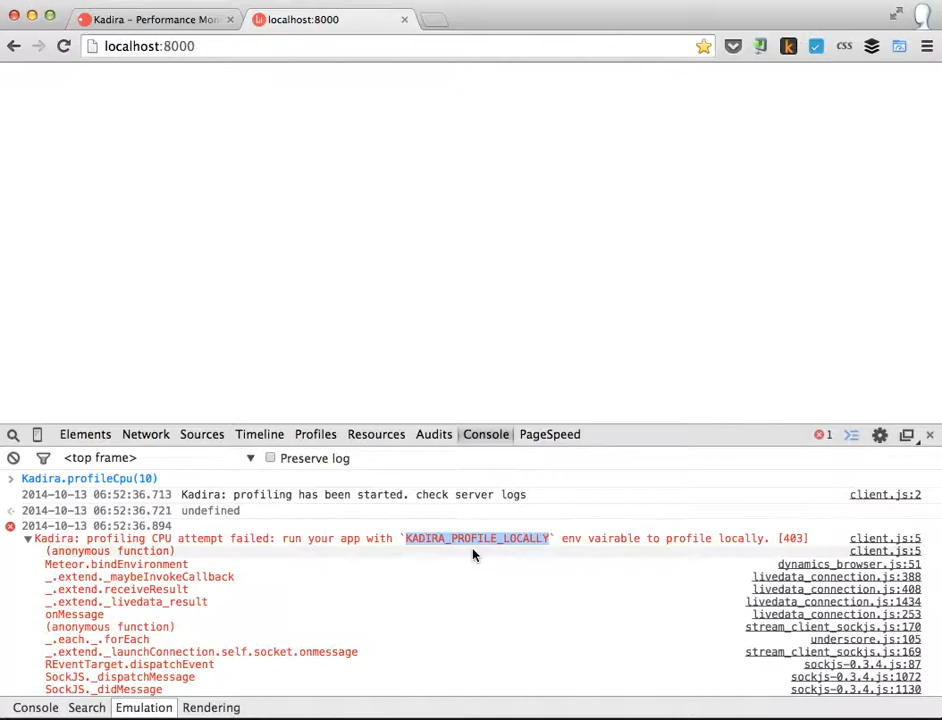 Kadira - Performance Mon
localhost:8000
localhost:8000
CSS
Elements Network Sources Timeline Profiles Resources Audits Console PageSpeed 1
<top frame> Preserve log
Kadira.profileCpu(10)
2014-10-13 06:52:36.713 Kadira: profiling has been started. check server logs client.js:2
2014-10-13 06:52:36.721 undefined
2014-10-13 06:52:36.894
Kadira: profiling CPU attempt failed: run your app with `KADIRA_PROFILE_LOCALLY` env vairable to profile locally. [403] client.js:5
(anonymous function) client.js:5
Meteor.bindEnvironment dynamics_browser.js:51
_.extend._maybeInvokeCallback livedata_connection.js:388
_.extend.receiveResult livedata_connection.js:408
_.extend._livedata_result livedata_connection.js:1434
onMessage livedata_connection.js:253
(anonymous function) stream_client_sockjs.js:170
_.each._.forEach underscore.js:105
_.extend._launchConnection.self.socket.onmessage stream_client_sockjs.js:169
REventTarget.dispatchEvent sockjs-0.3.4.js:87
SockJS._dispatchMessage sockjs-0.3.4.js:1072
SockJS._didMessage sockjs-0.3.4.js:1130
Console Search Emulation Rendering